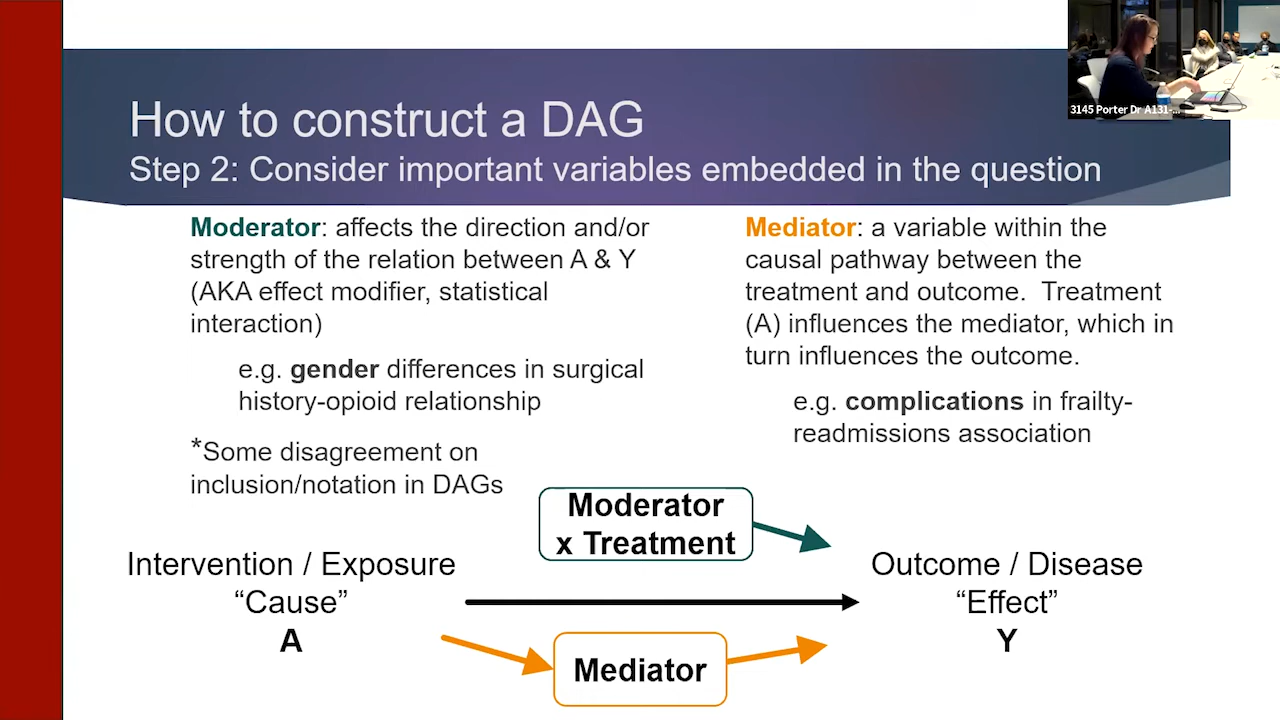 3145 Porter Dr A131-...
How to construct a DAG
Step 2: Consider important variables embedded in the question
Moderator: affects the direction and/or
strength of the relation between A & Y
(AKA effect modifier, statistical
interaction)
e.g. gender differences in surgical
history-opioid relationship
*Some disagreement on
inclusion/notation in DAGs
Mediator: a variable within the
causal pathway between the
treatment and outcome.  Treatment
(A) influences the mediator, which in
turn influences the outcome.
e.g. complications in frailty-
readmissions association
Moderator
x Treatment
Intervention / Exposure
“Cause”
A
Outcome / Disease
“Effect”
Y
Mediator